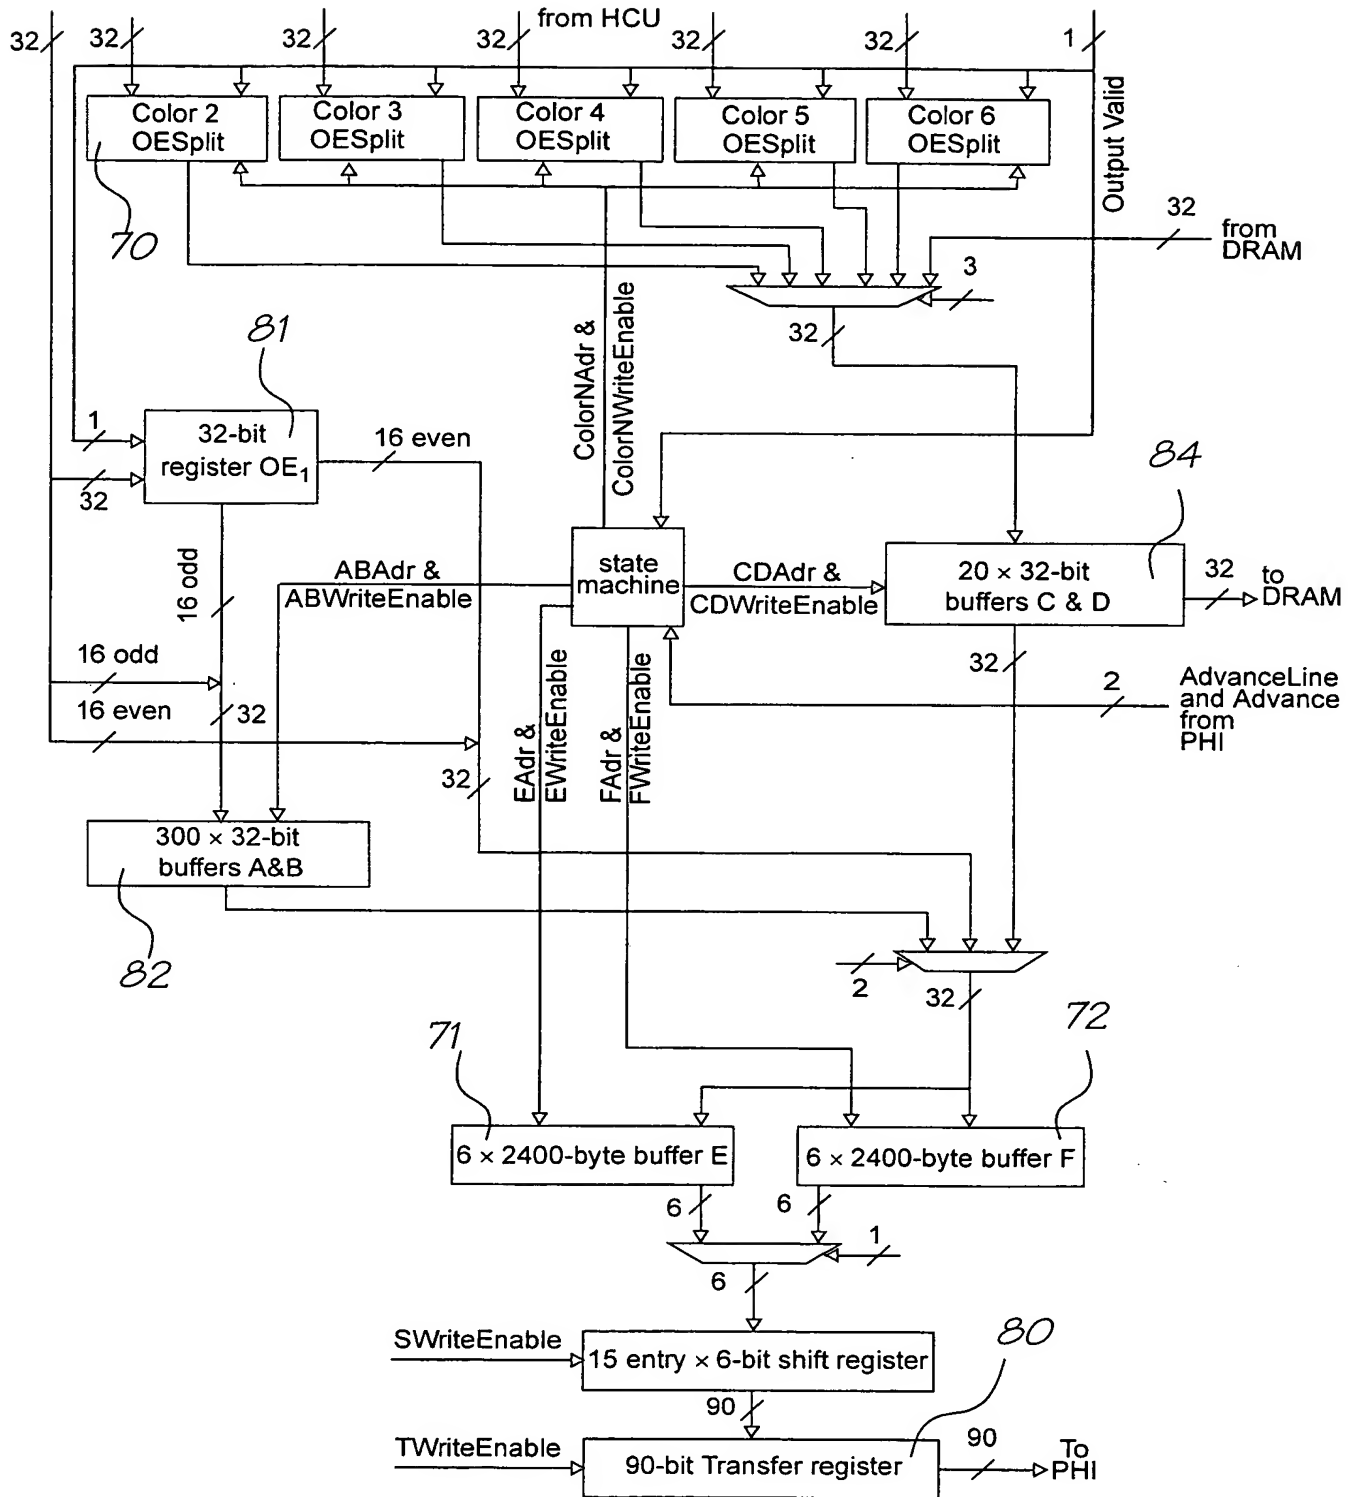 from HCU
32
32
32
32
32
32
1
Color 2
OESplit
Color 3
OESplit
Color 4
OESplit
Color 5
OESplit
Color 6
OESplit
Output Valid
70
32
from
DRAM
3
32
81
ColorNAdr &
ColorNWriteEnable
1
32-bit
register OE1
16 even
32
84
16 odd
ABAdr &
ABWriteEnable
state
machine
CDAdr &
CDWriteEnable
20 × 32-bit
buffers C & D
32
to
DRAM
16 odd
32
16 even
32
32
2
AdvanceLine
and Advance
from
PHI
EAdr &
EWriteEnable
FAdr &
FWriteEnable
300 × 32-bit
buffers A&B
82
2
32
71
72
6 × 2400-byte buffer E
6 × 2400-byte buffer F
6
6
1
6
SWriteEnable
15 entry × 6-bit shift register
80
90
TWriteEnable
90-bit Transfer register
90
To
PHI